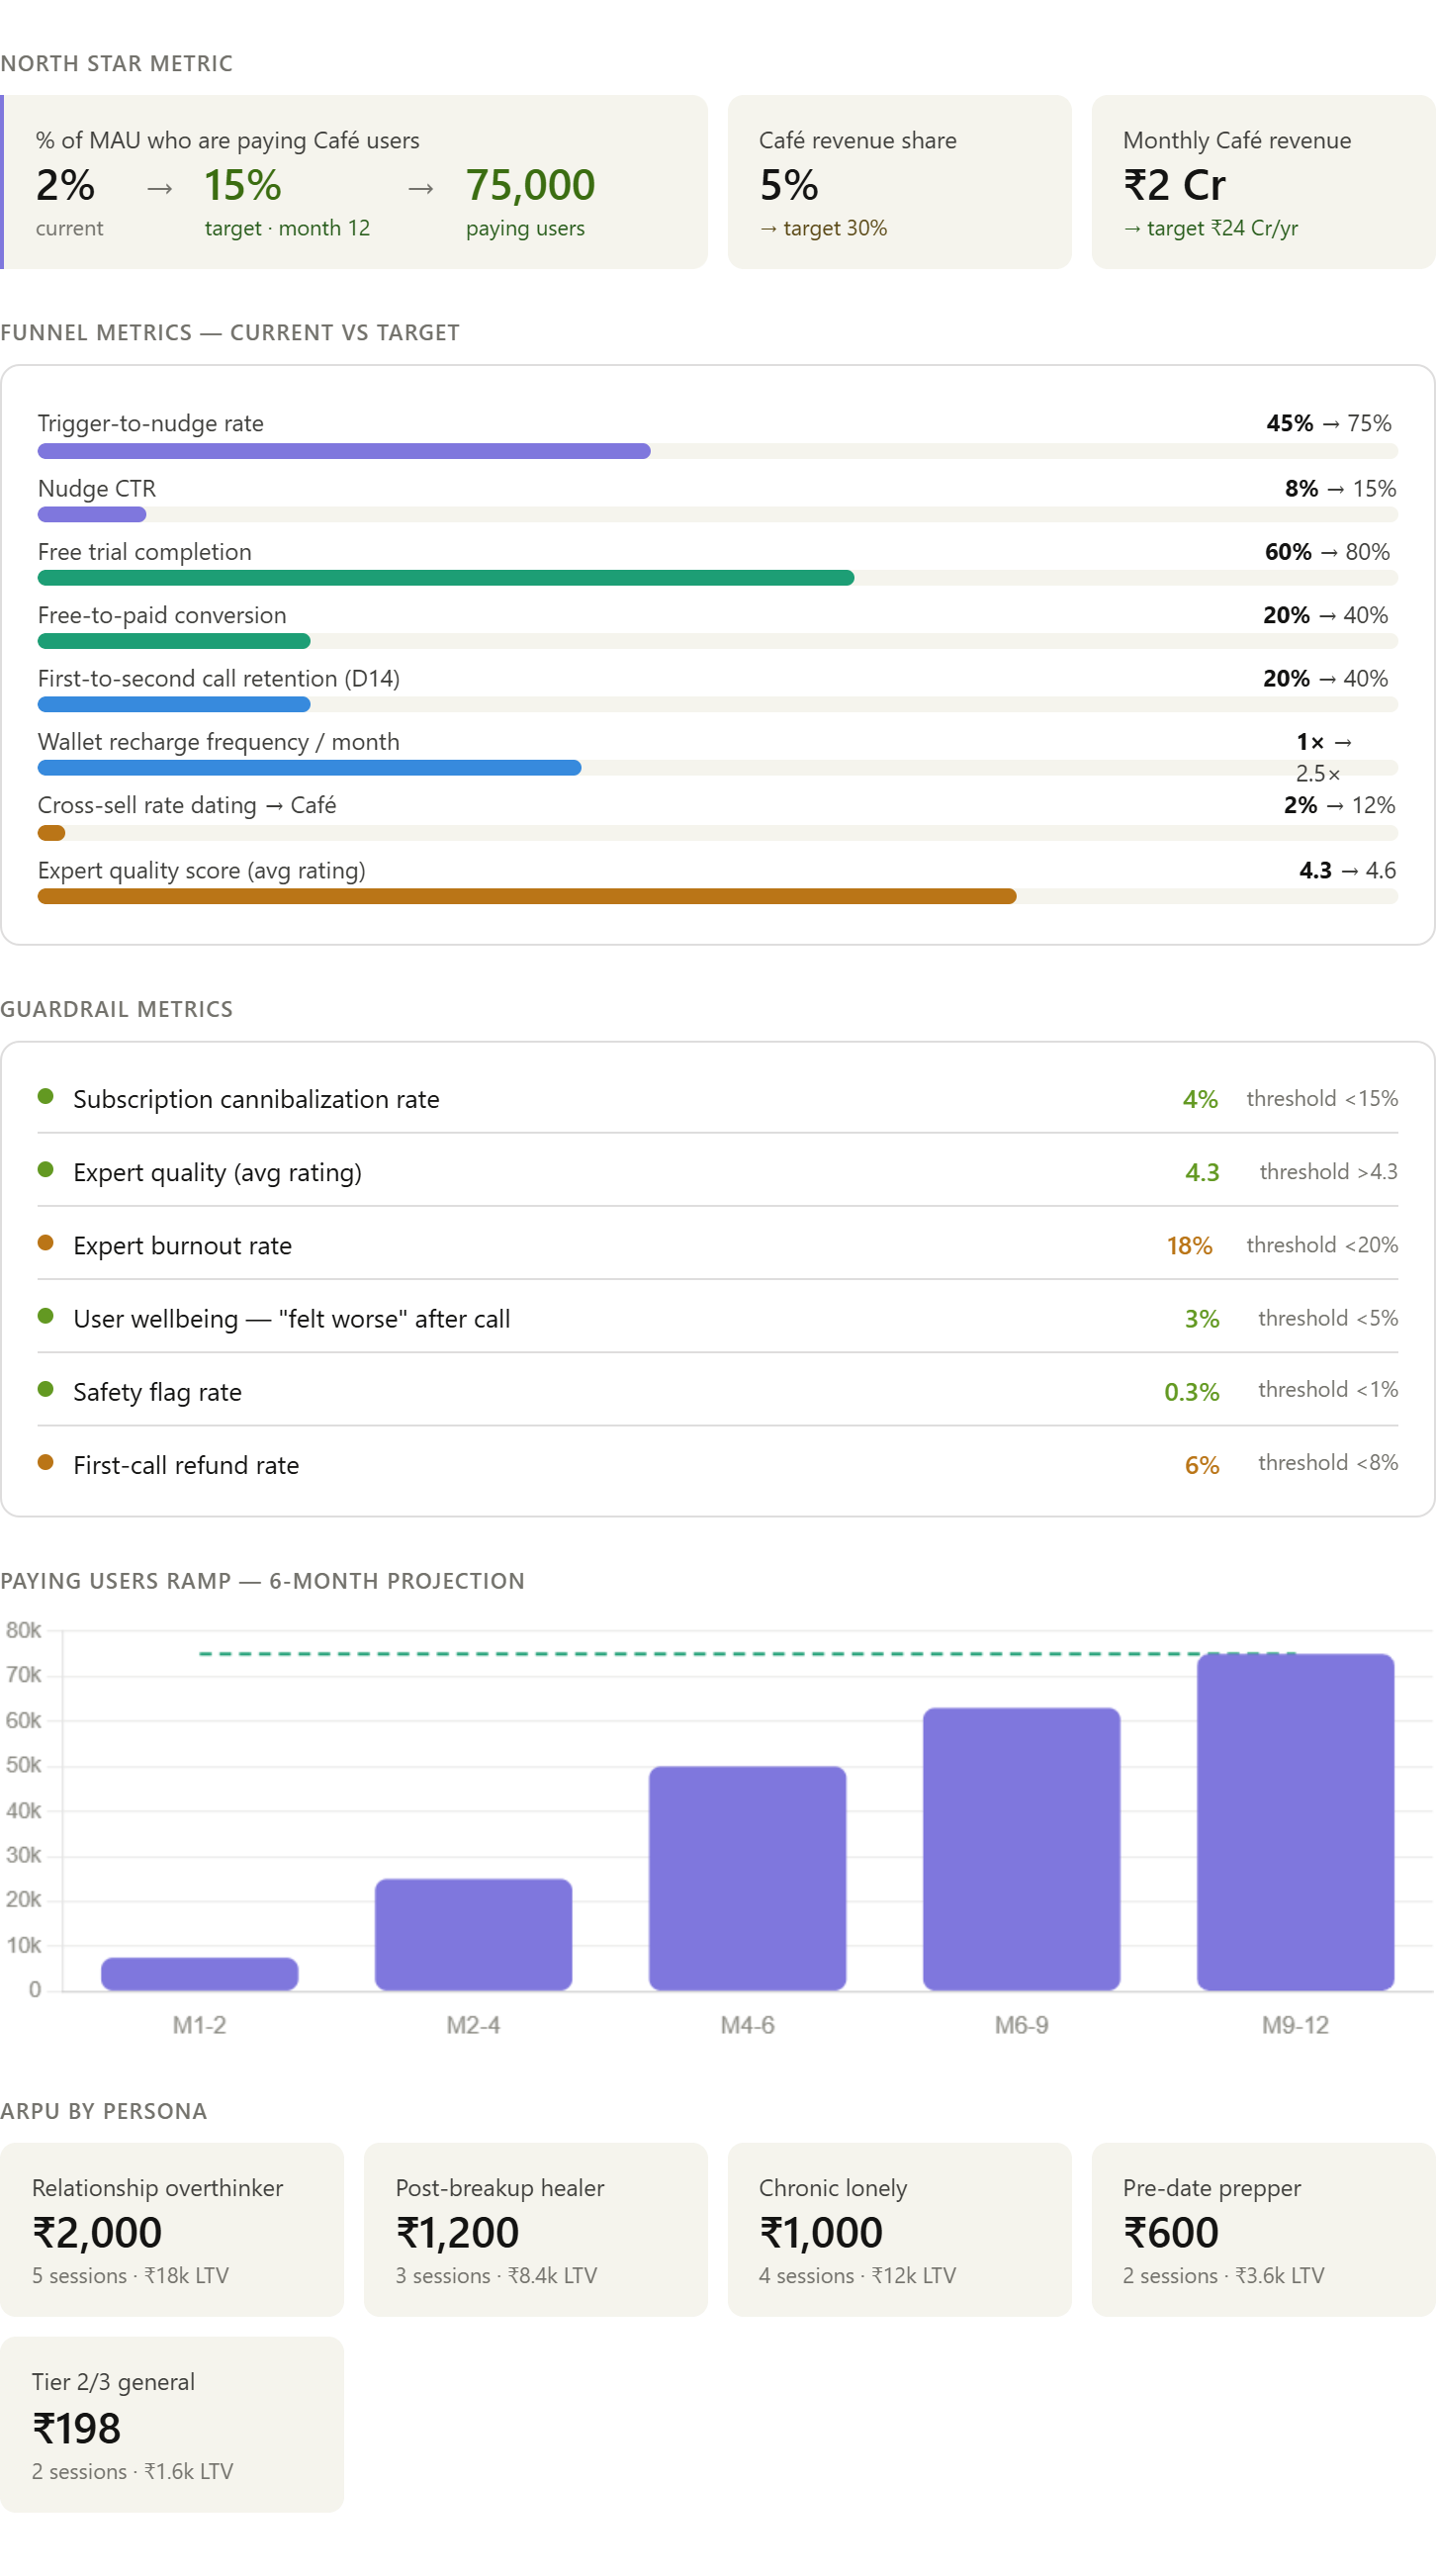 NORTH STAR METRIC
% of MAU who are paying Café users
2% → 15% → 75,000
current target · month 12 paying users
Café revenue share
5%
→ target 30%
Monthly Café revenue
₹2 Cr
→ target ₹24 Cr/yr
FUNNEL METRICS — CURRENT VS TARGET
Trigger-to-nudge rate 45% → 75%
Nudge CTR 8% → 15%
Free trial completion 60% → 80%
Free-to-paid conversion 20% → 40%
First-to-second call retention (D14) 20% → 40%
Wallet recharge frequency / month 1× →
2.5×
Cross-sell rate dating → Café 2% → 12%
Expert quality score (avg rating) 4.3 → 4.6
GUARDRAIL METRICS
Subscription cannibalization rate 4% threshold <15%
Expert quality (avg rating) 4.3 threshold >4.3
Expert burnout rate 18% threshold <20%
User wellbeing — "felt worse" after call 3% threshold <5%
Safety flag rate 0.3% threshold <1%
First-call refund rate 6% threshold <8%
PAYING USERS RAMP — 6-MONTH PROJECTION
80k
70k
60k
50k
40k
30k
20k
10k
0
M1-2 M2-4 M4-6 M6-9 M9-12
ARPU BY PERSONA
Relationship overthinker
₹2,000
5 sessions · ₹18k LTV
Post-breakup healer
₹1,200
3 sessions · ₹8.4k LTV
Chronic lonely
₹1,000
4 sessions · ₹12k LTV
Pre-date prepper
₹600
2 sessions · ₹3.6k LTV
Tier 2/3 general
₹198
2 sessions · ₹1.6k LTV